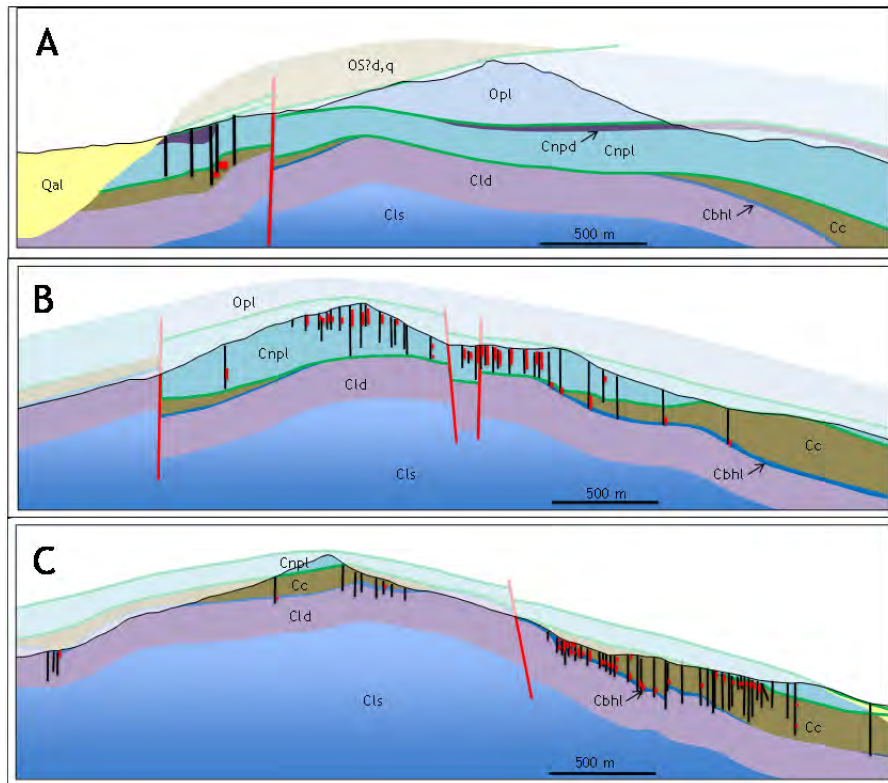 A
OS?d,q
Opl
Cnpd
Cnpl
Qal
Cld
Cbhl
Cls
Cc
500 m
B
Opl
Cnpl
Cld
Cc
Cls
Cbhl
500 m
C
Cnpl
Cc
Cld
Cbhl
Cls
Cc
500 m